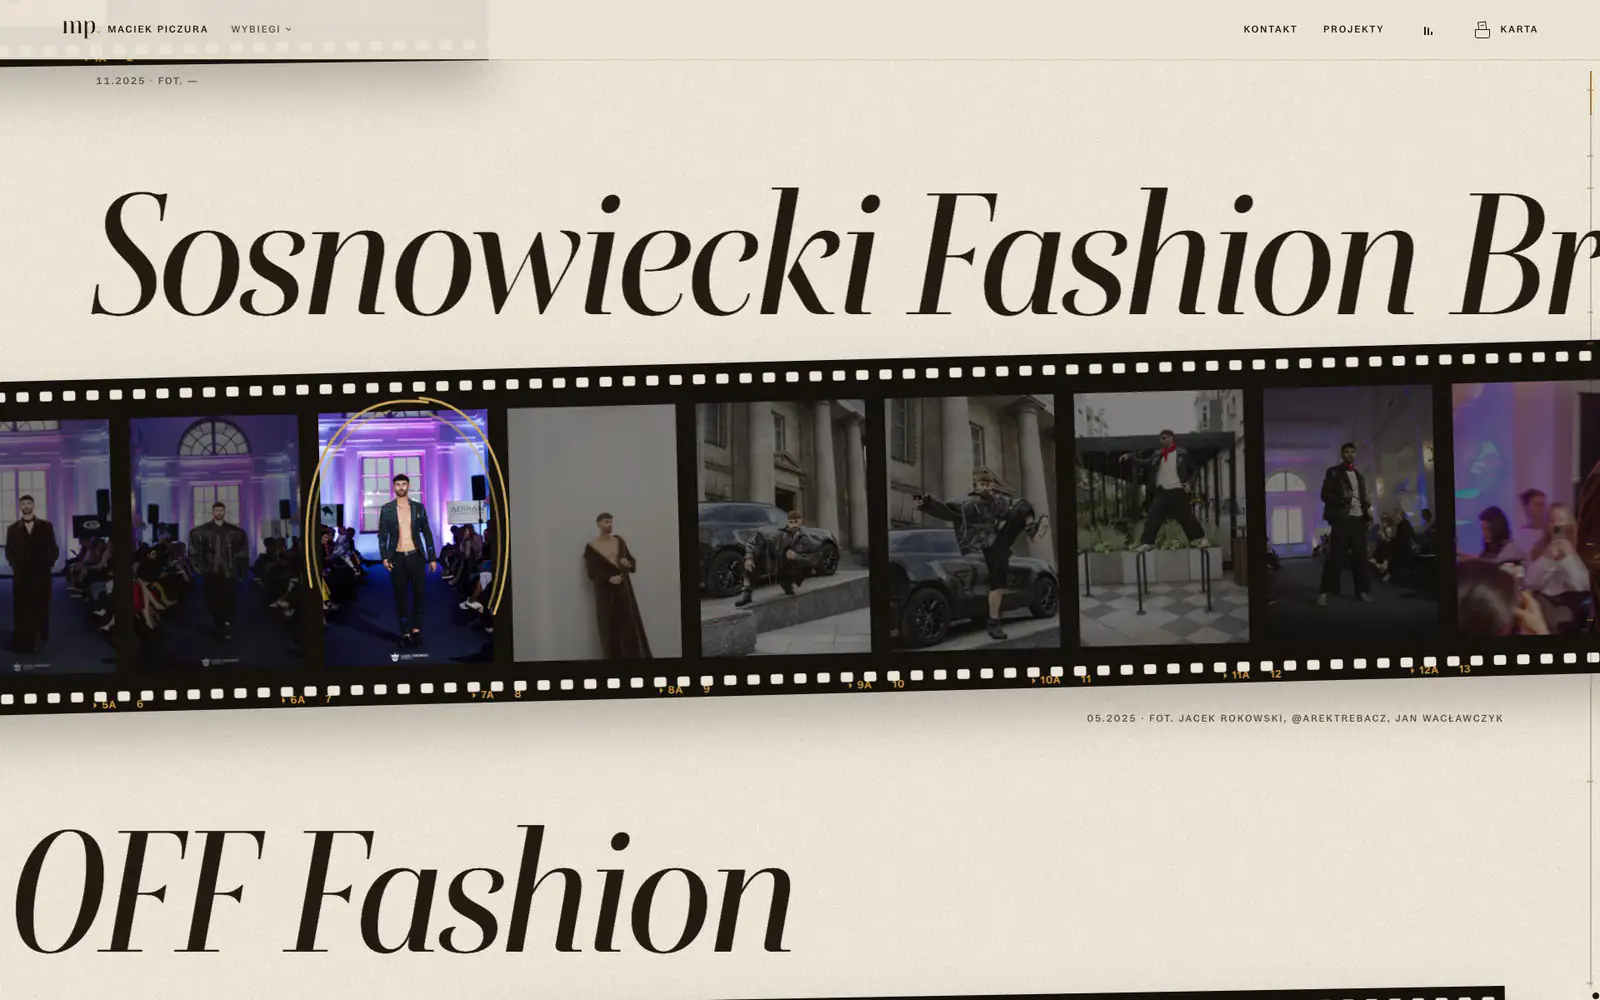 mp. MACIEK PICZURA WYBIEGI KONTAKT PROJEKTY KARTA
11.2025 · FOT. —
Sosnowiecki Fashion Br
ADRIAN
5A 6 6A 7 7A 8 8A 9 9A 10 10A 11 11A 12 12A 13
05.2025 · FOT. JACEK ROKOWSKI, @AREKTREBACZ, JAN WACŁAWCZYK
OFF Fashion